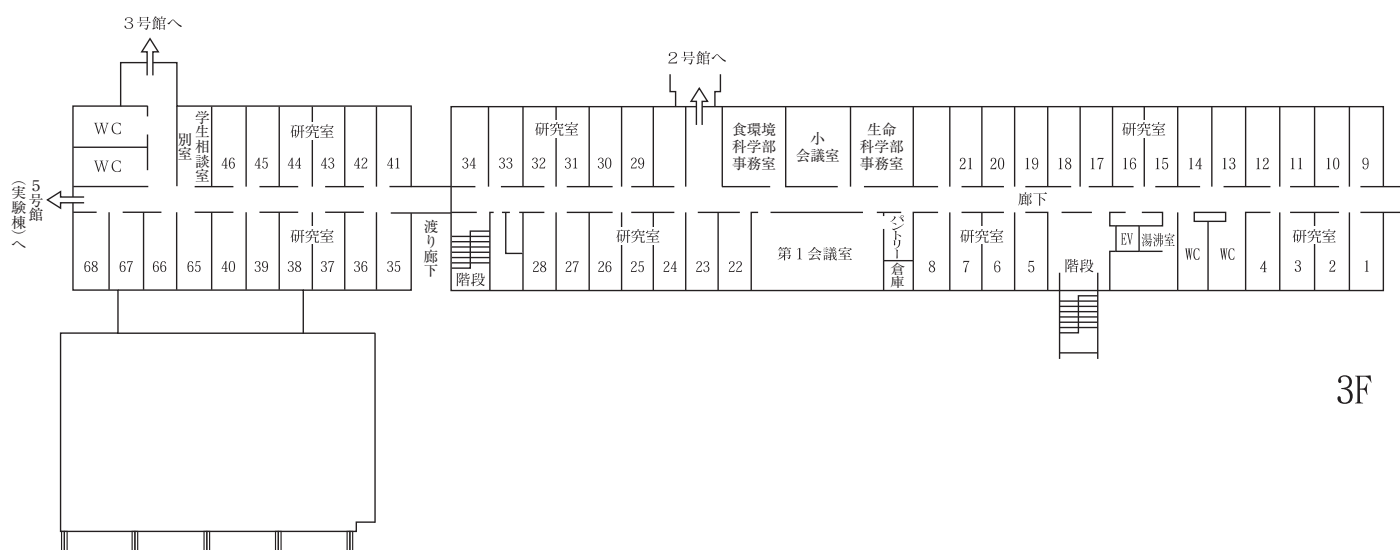 3号館へ
2号館へ
WC
WC
別室
学生相談室
研究室
46
45
44
43
42
41
研究室
34
33
32
31
30
29
食環境
科学部
事務室
小
会議室
生命
科学部
事務室
研究室
21
20
19
18
17
16
15
14
13
12
11
10
9
5号館
(実験棟)へ
廊下
研究室
68
67
66
65
40
39
38
37
36
35
渡り廊下
階段
研究室
28
27
26
25
24
23
22
第1会議室
パントリー
倉庫
研究室
8
7
6
5
階段
EV
湯沸室
WC
WC
研究室
4
3
2
1
3F